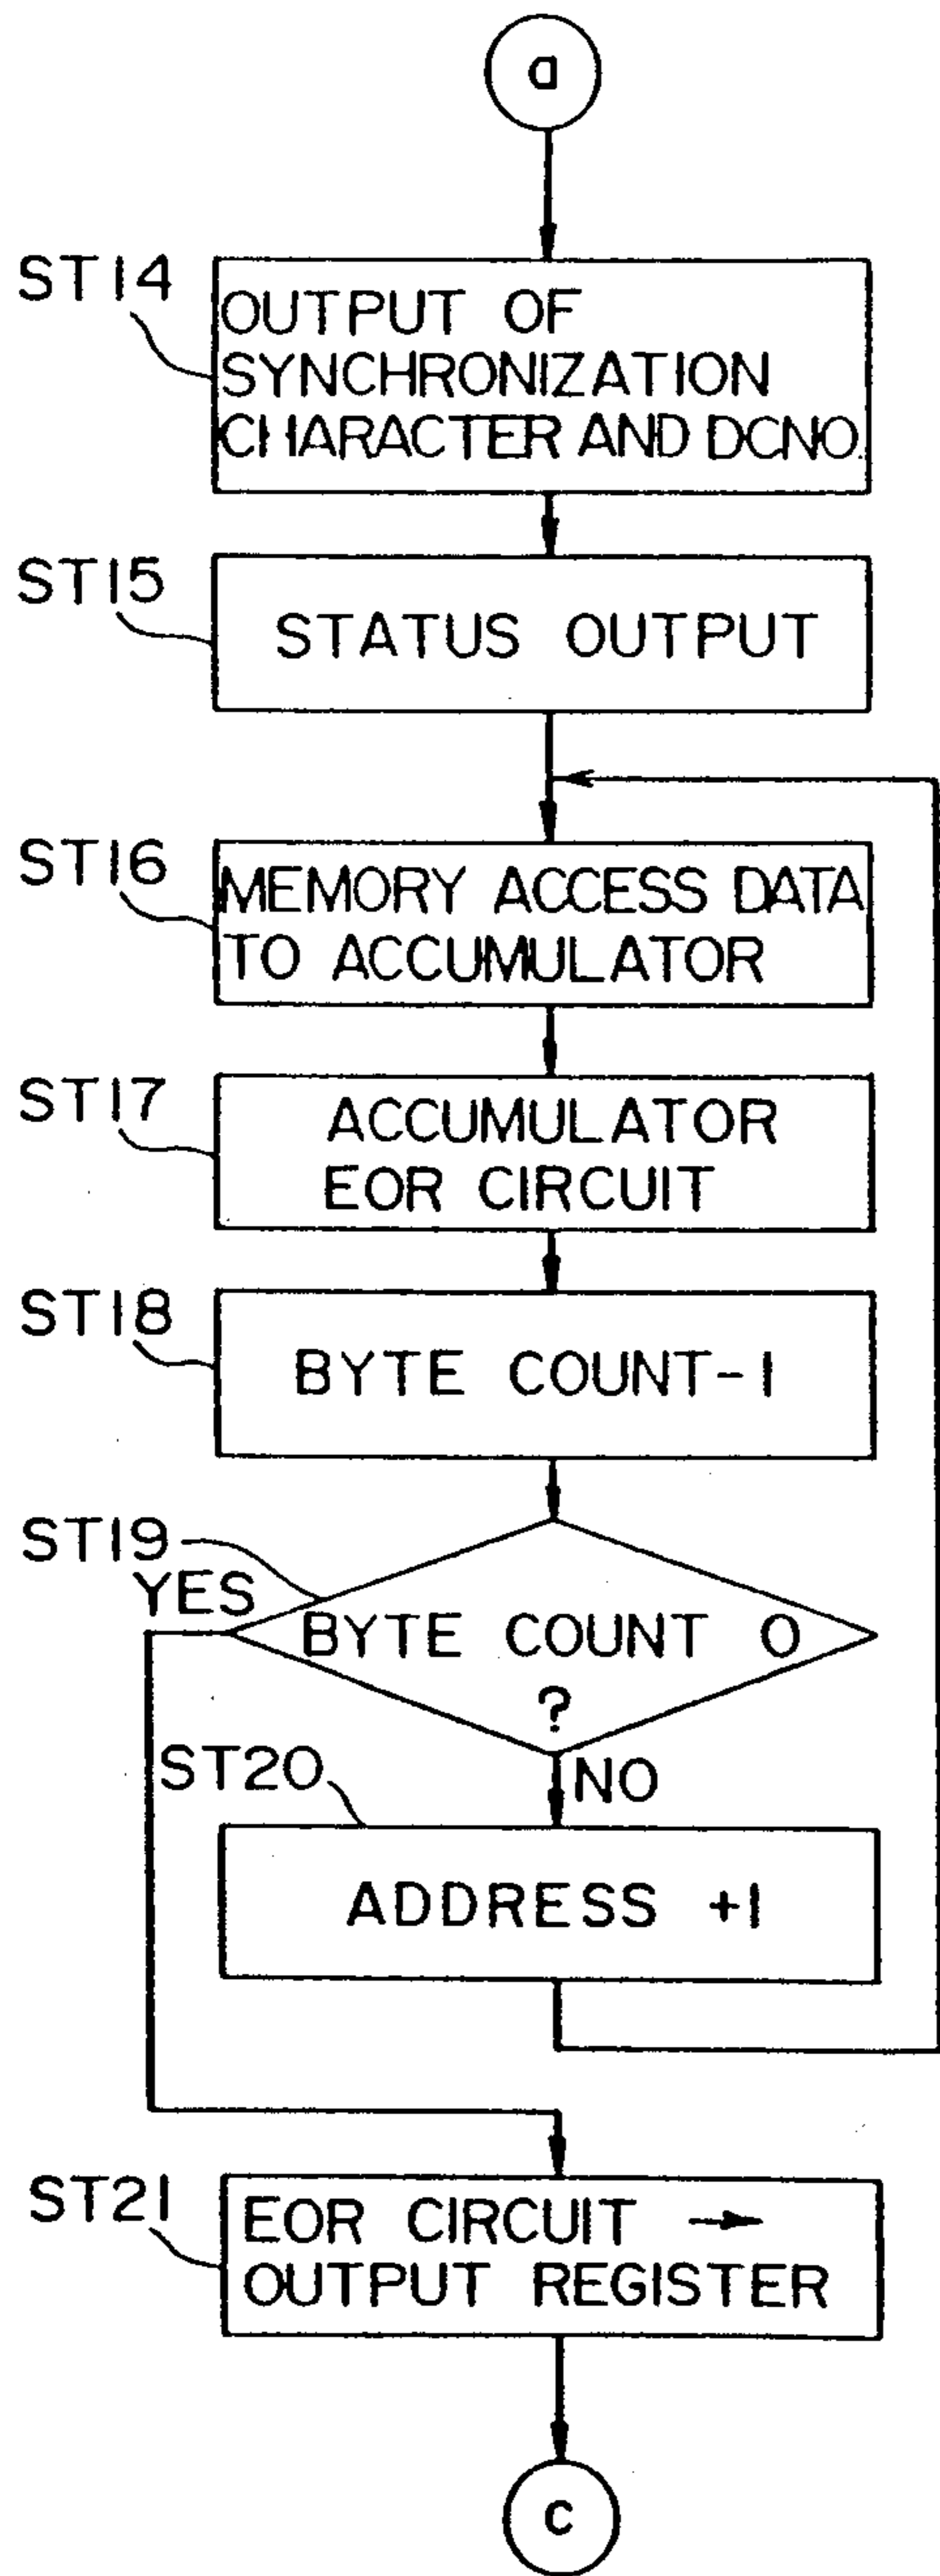 a
ST14
OUTPUT OF
SYNCHRONIZATION
CHARACTER AND DCNO.
ST15
STATUS OUTPUT
ST16
MEMORY ACCESS DATA
TO ACCUMULATOR
ST17
ACCUMULATOR
EOR CIRCUIT
ST18
BYTE COUNT-1
ST19
YES
BYTE COUNT 0
?
NO
ST20
ADDRESS +1
ST21
EOR CIRCUIT →
OUTPUT REGISTER
c